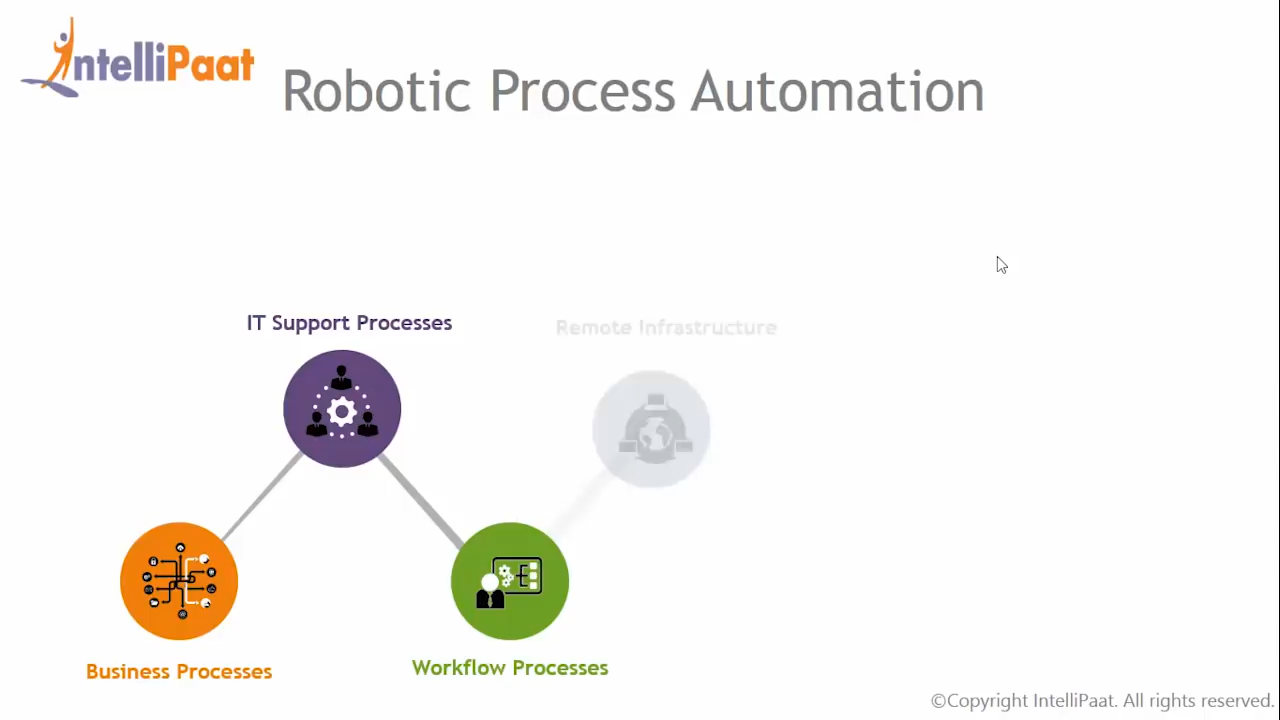 IntelliPaat
Robotic Process Automation
IT Support Processes
Remote Infrastructure
Business Processes
Workflow Processes
©Copyright IntelliPaat. All rights reserved.